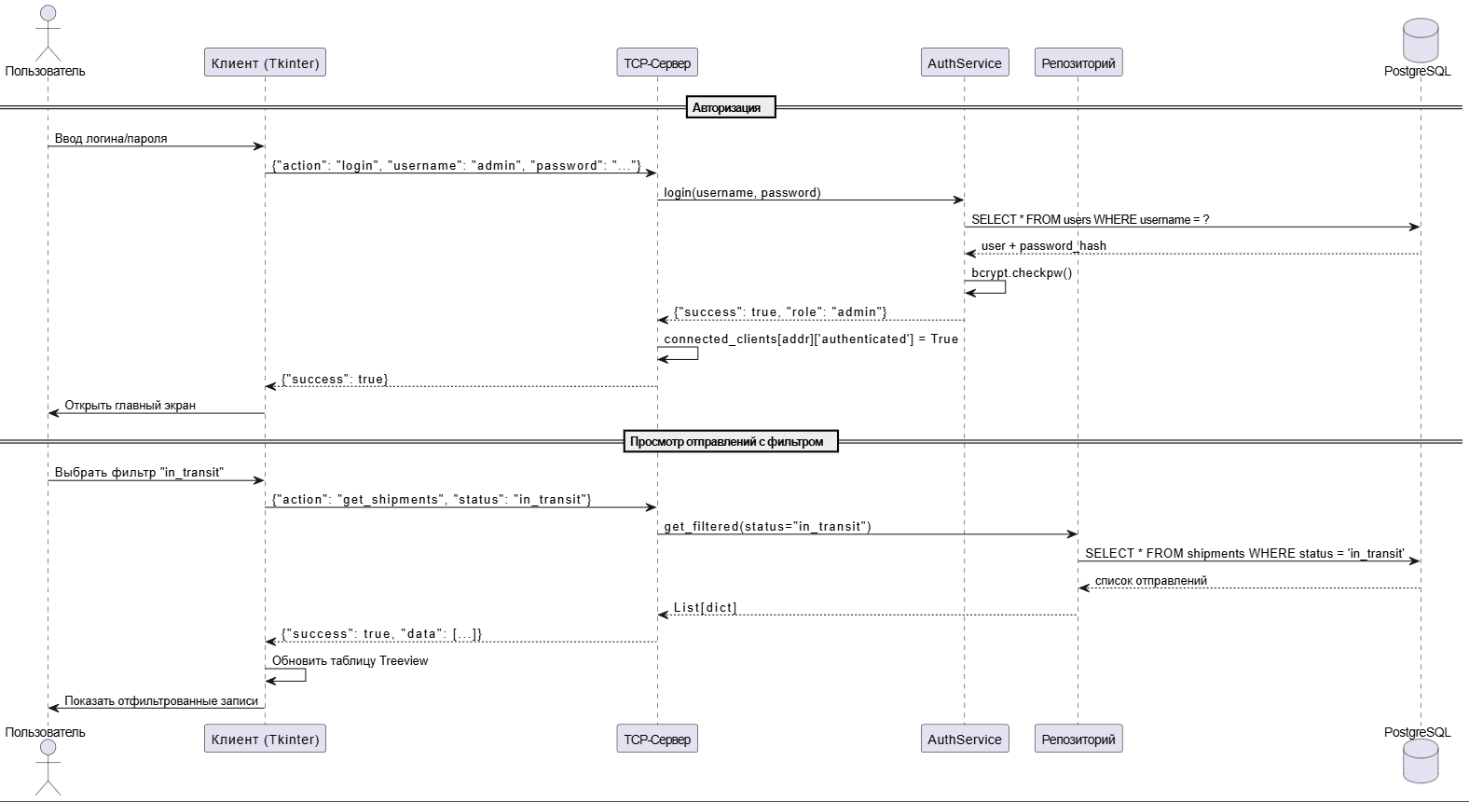 Пользователь
Клиент (Tkinter)
TCP-Сервер
AuthService
Репозиторий
PostgreSQL
Авторизация
Ввод логина/пароля
{"action": "login", "username": "admin", "password": "..."}
login(username, password)
SELECT * FROM users WHERE username = ?
user + password_hash
bcrypt.checkpw()
{"success": true, "role": "admin"}
connected_clients[addr]['authenticated'] = True
{"success": true}
Открыть главный экран
Просмотр отправлений с фильтром
Выбрать фильтр "in_transit"
{"action": "get_shipments", "status": "in_transit"}
get_filtered(status="in_transit")
SELECT * FROM shipments WHERE status = 'in_transit'
список отправлений
List[dict]
{"success": true, "data": [...]}
Обновить таблицу Treeview
Показать отфильтрованные записи
Пользователь
Клиент (Tkinter)
TCP-Сервер
AuthService
Репозиторий
PostgreSQL